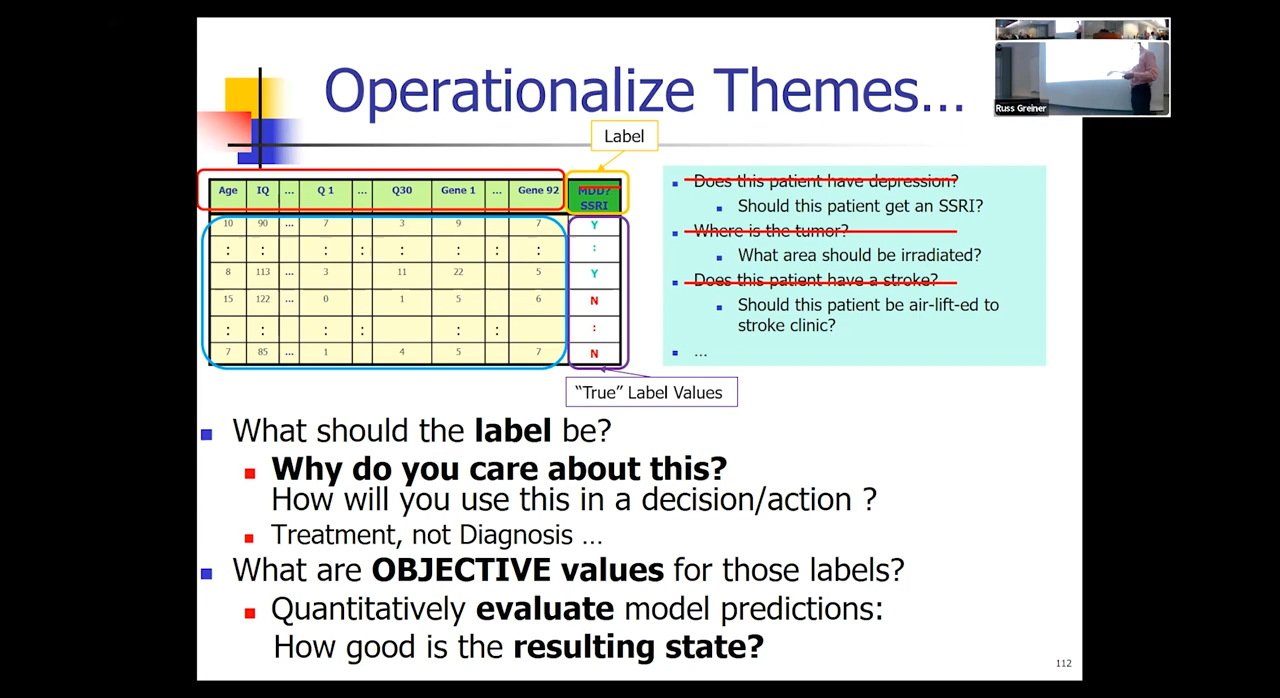 Operationalize Themes…
Russ Greiner
Label
Age IQ ... Q 1 ... Q30 Gene 1 ... Gene 92 MDD? SSRI
10 90 ... 7 3 9 7 Y
: : : : : : : : :
8 113 ... 3 11 22 5 Y
15 122 ... 0 1 5 6 N
: : : : : : :
7 85 ... 1 4 5 7 N
"True" Label Values
Does this patient have depression?
Should this patient get an SSRI?
Where is the tumor?
What area should be irradiated?
Does this patient have a stroke?
Should this patient be air-lift-ed to
stroke clinic?
...
What should the label be?
Why do you care about this?
How will you use this in a decision/action ?
Treatment, not Diagnosis …
What are OBJECTIVE values for those labels?
Quantitatively evaluate model predictions:
How good is the resulting state?
112